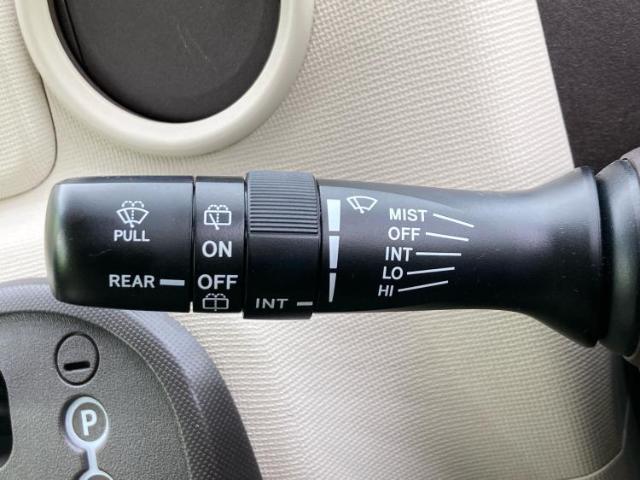 PULL
REAR
ON
OFF
INT
MIST
OFF
INT
LO
HI
P